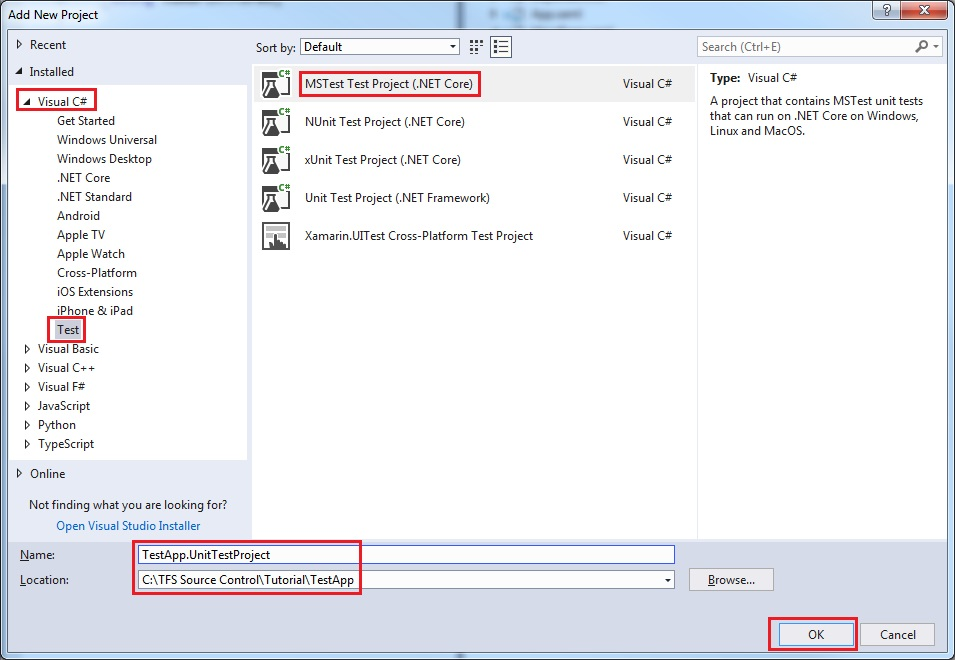 Add New Project
?
Recent
Installed
Visual C#
Get Started
Windows Universal
Windows Desktop
.NET Core
.NET Standard
Android
Apple TV
Apple Watch
Cross-Platform
iOS Extensions
iPhone & iPad
Test
Visual Basic
Visual C++
Visual F#
JavaScript
Python
TypeScript
Online
Not finding what you are looking for?
Open Visual Studio Installer
Sort by: Default
C# MSTest Test Project (.NET Core) Visual C#
C# NUnit Test Project (.NET Core) Visual C#
C# xUnit Test Project (.NET Core) Visual C#
C# Unit Test Project (.NET Framework) Visual C#
Xamarin.UITest Cross-Platform Test Project Visual C#
Search (Ctrl+E)
Type: Visual C#
A project that contains MSTest unit tests
that can run on .NET Core on Windows,
Linux and MacOS.
Name: TestApp.UnitTestProject
Location: C:\TFS Source Control\Tutorial\TestApp
Browse...
OK
Cancel